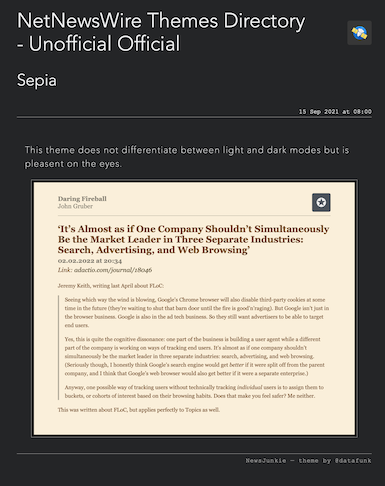 NetNewsWire Themes Directory
- Unofficial Official
Sepia
15 Sep 2021 at 08:00
This theme does not differentiate between light and dark modes but is
pleasent on the eyes.
Daring Fireball
John Gruber
‘It’s Almost as if One Company Shouldn’t Simultaneously
Be the Market Leader in Three Separate Industries:
Search, Advertising, and Web Browsing’
02.02.2022 at 20:34
Link: adactio.com/journal/18046
Jeremy Keith, writing last April about FLoC:
Seeing which way the wind is blowing, Google’s Chrome browser will also disable third-party cookies at some
time in the future (they’re waiting to shut that barn door until the fire is good’n’raging). But Google isn’t just in
the browser business. Google is also in the ad tech business. So they still want advertisers to be able to target
end users.
Yes, this is quite the cognitive dissonance: one part of the business is building a user agent while a different
part of the company is working on ways of tracking end users. It’s almost as if one company shouldn’t
simultaneously be the market leader in three separate industries: search, advertising, and web browsing.
(Seriously though, I honestly think Google’s search engine would get better if it were split off from the parent
company, and I think that Google’s web browser would also get better if it were a separate enterprise.)
Anyway, one possible way of tracking users without technically tracking individual users is to assign them to
buckets, or cohorts of interest based on their browsing habits. Does that make you feel safer? Me neither.
This was written about FLoC, but applies perfectly to Topics as well.
NewsJunkie — theme by @datafunk